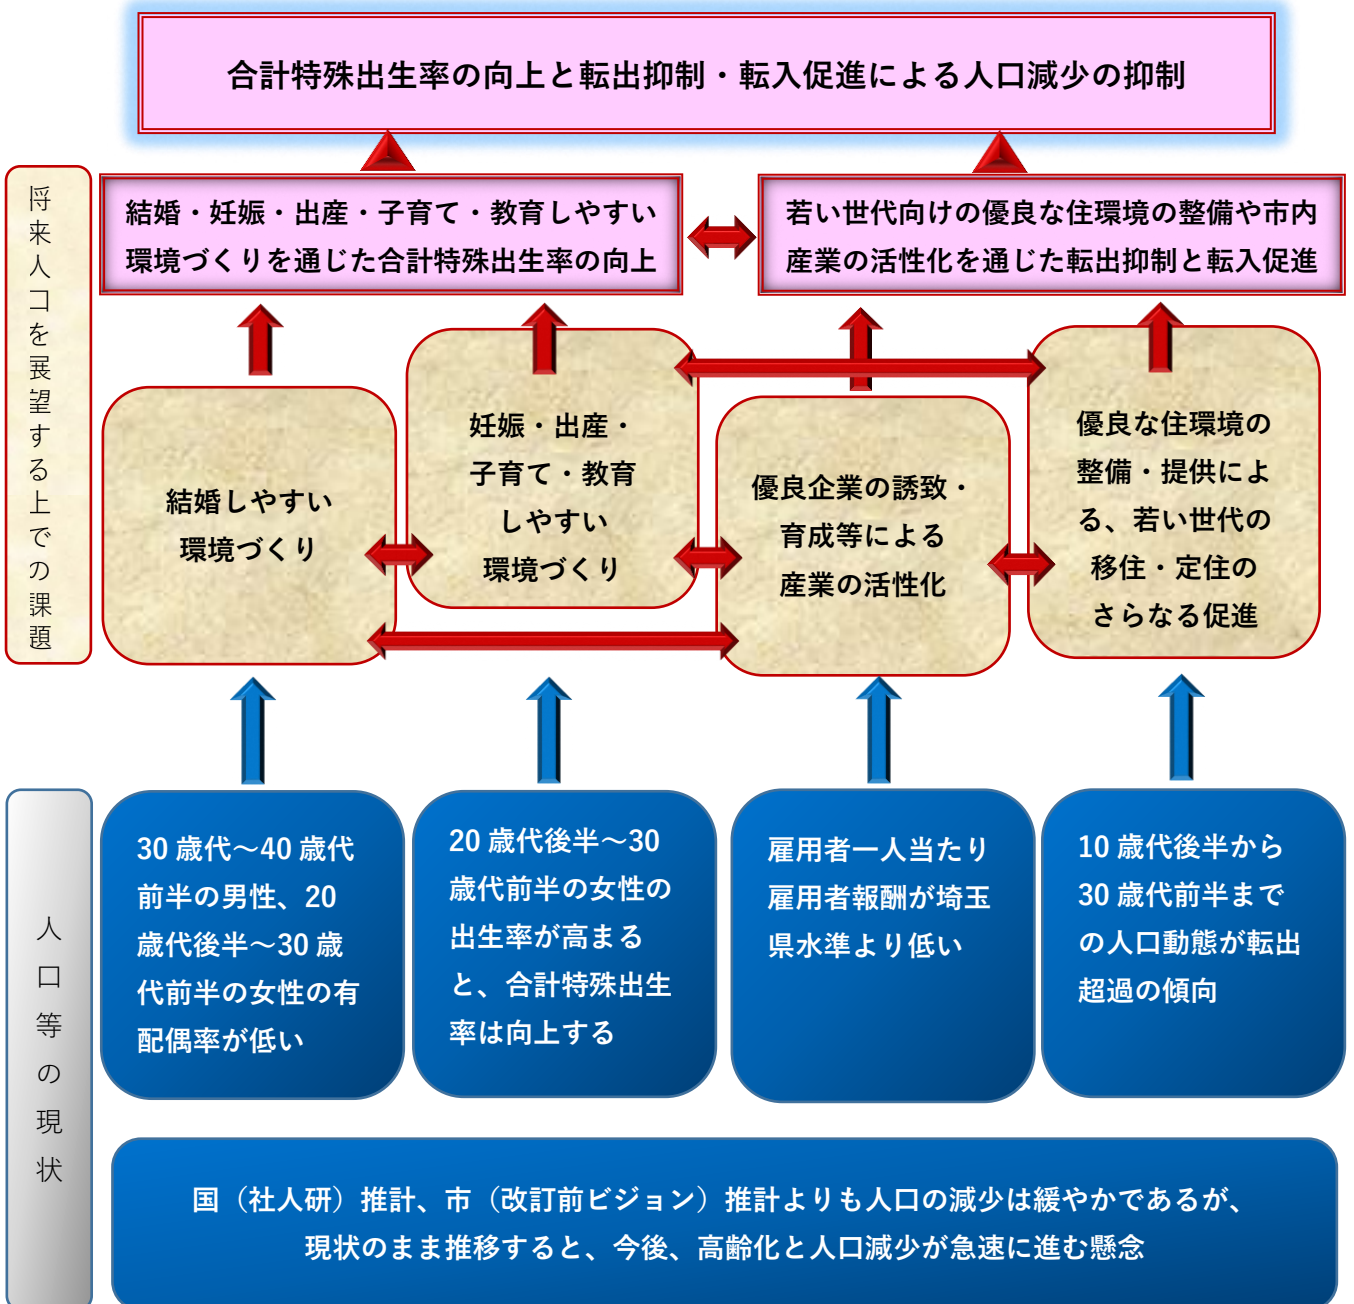 合計特殊出生率の向上と転出抑制・転入促進による人口減少の抑制
将来人口を展望する上での課題
結婚・妊娠・出産・子育て・教育しやすい
環境づくりを通じた合計特殊出生率の向上
若い世代向けの優良な住環境の整備や市内
産業の活性化を通じた転出抑制と転入促進
結婚しやすい
環境づくり
妊娠・出産・
子育て・教育
しやすい
環境づくり
優良企業の誘致・
育成等による
産業の活性化
優良な住環境の
整備・提供によ
る、若い世代の
移住・定住の
さらなる促進
人口等の現状
30 歳代～40 歳代
前半の男性、20
歳代後半～30 歳
代前半の女性の有
配偶率が低い
20 歳代後半～30
歳代前半の女性の
出生率が高まる
と、合計特殊出生
率は向上する
雇用者一人当たり
雇用者報酬が埼玉
県水準より低い
10 歳代後半から
30 歳代前半まで
の人口動態が転出
超過の傾向
国（社人研）推計、市（改訂前ビジョン）推計よりも人口の減少は緩やかであるが、
現状のまま推移すると、今後、高齢化と人口減少が急速に進む懸念